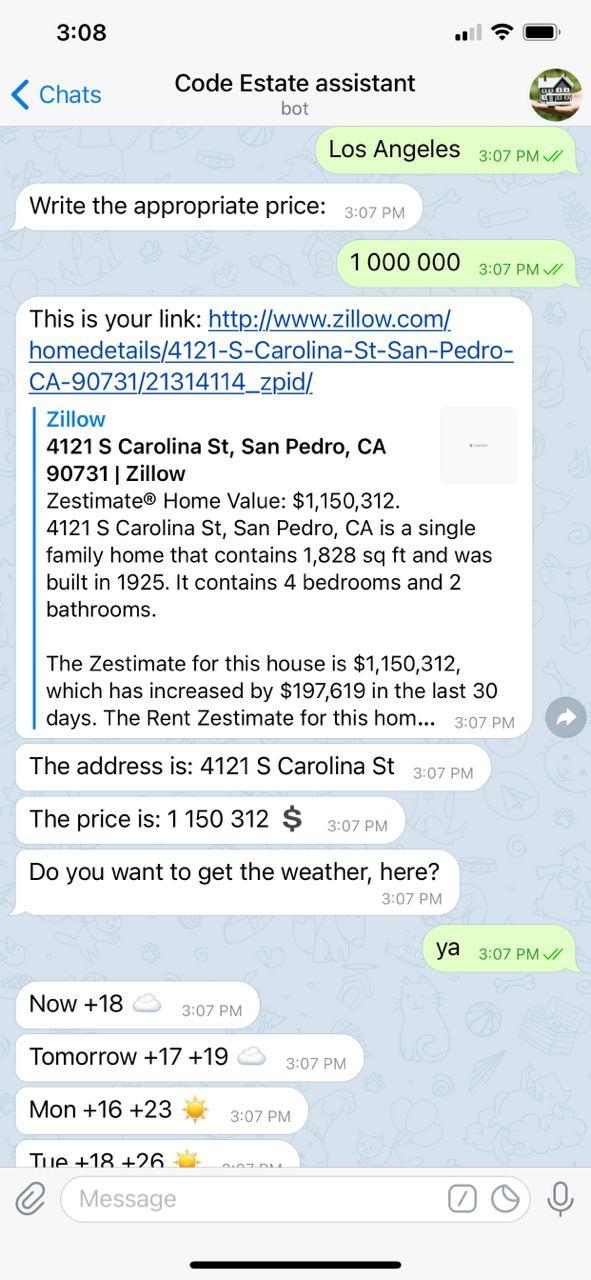 3:08
Chats
Code Estate assistant
bot
Los Angeles 3:07 PM
Write the appropriate price: 3:07 PM
1 000 000 3:07 PM
This is your link: http://www.zillow.com/
homedetails/4121-S-Carolina-St-San-Pedro-
CA-90731/21314114_zpid/
Zillow
4121 S Carolina St, San Pedro, CA
90731 | Zillow
Zestimate® Home Value: $1,150,312.
4121 S Carolina St, San Pedro, CA is a single
family home that contains 1,828 sq ft and was
built in 1925. It contains 4 bedrooms and 2
bathrooms.
The Zestimate for this house is $1,150,312,
which has increased by $197,619 in the last 30
days. The Rent Zestimate for this hom... 3:07 PM
The address is: 4121 S Carolina St 3:07 PM
The price is: 1 150 312 💲 3:07 PM
Do you want to get the weather, here?
3:07 PM
ya 3:07 PM
Now +18 ☁️ 3:07 PM
Tomorrow +17 +19 ☁️ 3:07 PM
Mon +16 +23 ☀️ 3:07 PM
Tue +18 +26 ☀️ 3:07 PM
Message